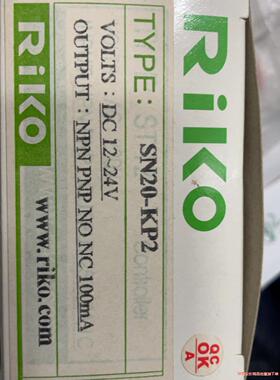 RiKO
TYPE: SN20-KP2
VOLTS: DC 12~24V
OUTPUT: NPN PNP NO NC 100mA
RiKO
www.riko.com
QC
OK
A